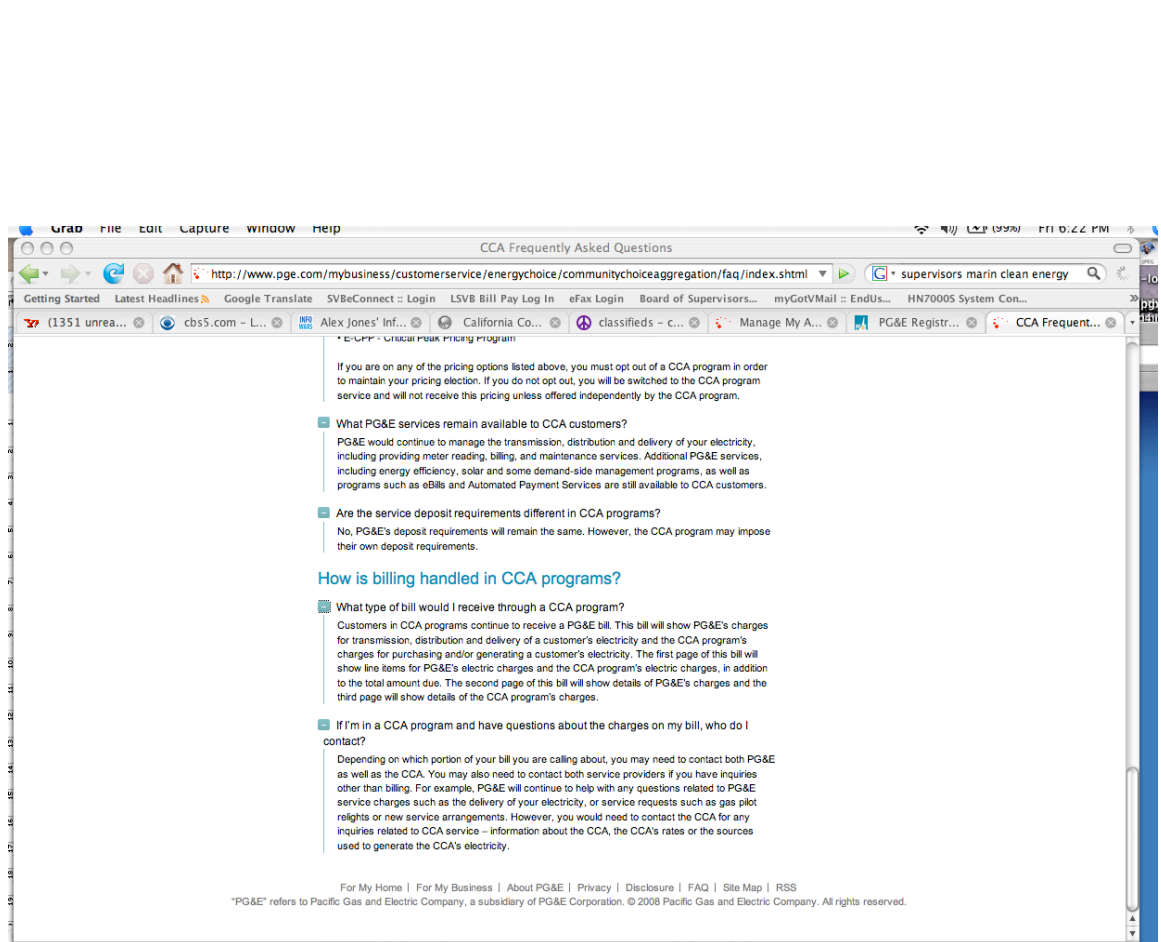 Grab File Edit Capture Window Help (99%) Fri 6:22 PM
CCA Frequently Asked Questions
http://www.pge.com/mybusiness/customerservice/energychoice/communitychoiceaggregation/faq/index.shtml G supervisors marin clean energy
Getting Started Latest Headlines Google Translate SVBeConnect :: Login LSVB Bill Pay Log In eFax Login Board of Supervisors... myGotVMail :: EndUs... HN7000S System Con... »
(1351 unrea... cbs5.com – L... INFO WARS Alex Jones' Inf... California Co... classifieds – c... Manage My A... PG&E Registr... CCA Frequent...
• E-CPP - Critical Peak Pricing Program
If you are on any of the pricing options listed above, you must opt out of a CCA program in order
to maintain your pricing election. If you do not opt out, you will be switched to the CCA program
service and will not receive this pricing unless offered independently by the CCA program.
What PG&E services remain available to CCA customers?
PG&E would continue to manage the transmission, distribution and delivery of your electricity,
including providing meter reading, billing, and maintenance services. Additional PG&E services,
including energy efficiency, solar and some demand-side management programs, as well as
programs such as eBills and Automated Payment Services are still available to CCA customers.
Are the service deposit requirements different in CCA programs?
No, PG&E's deposit requirements will remain the same. However, the CCA program may impose
their own deposit requirements.
How is billing handled in CCA programs?
What type of bill would I receive through a CCA program?
Customers in CCA programs continue to receive a PG&E bill. This bill will show PG&E's charges
for transmission, distribution and delivery of a customer's electricity and the CCA program's
charges for purchasing and/or generating a customer's electricity. The first page of this bill will
show line items for PG&E's electric charges and the CCA program's electric charges, in addition
to the total amount due. The second page of this bill will show details of PG&E's charges and the
third page will show details of the CCA program's charges.
If I'm in a CCA program and have questions about the charges on my bill, who do I
contact?
Depending on which portion of your bill you are calling about, you may need to contact both PG&E
as well as the CCA. You may also need to contact both service providers if you have inquiries
other than billing. For example, PG&E will continue to help with any questions related to PG&E
service charges such as the delivery of your electricity, or service requests such as gas pilot
relights or new service arrangements. However, you would need to contact the CCA for any
inquiries related to CCA service – information about the CCA, the CCA's rates or the sources
used to generate the CCA's electricity.
For My Home | For My Business | About PG&E | Privacy | Disclosure | FAQ | Site Map | RSS
"PG&E" refers to Pacific Gas and Electric Company, a subsidiary of PG&E Corporation. © 2008 Pacific Gas and Electric Company. All rights reserved.